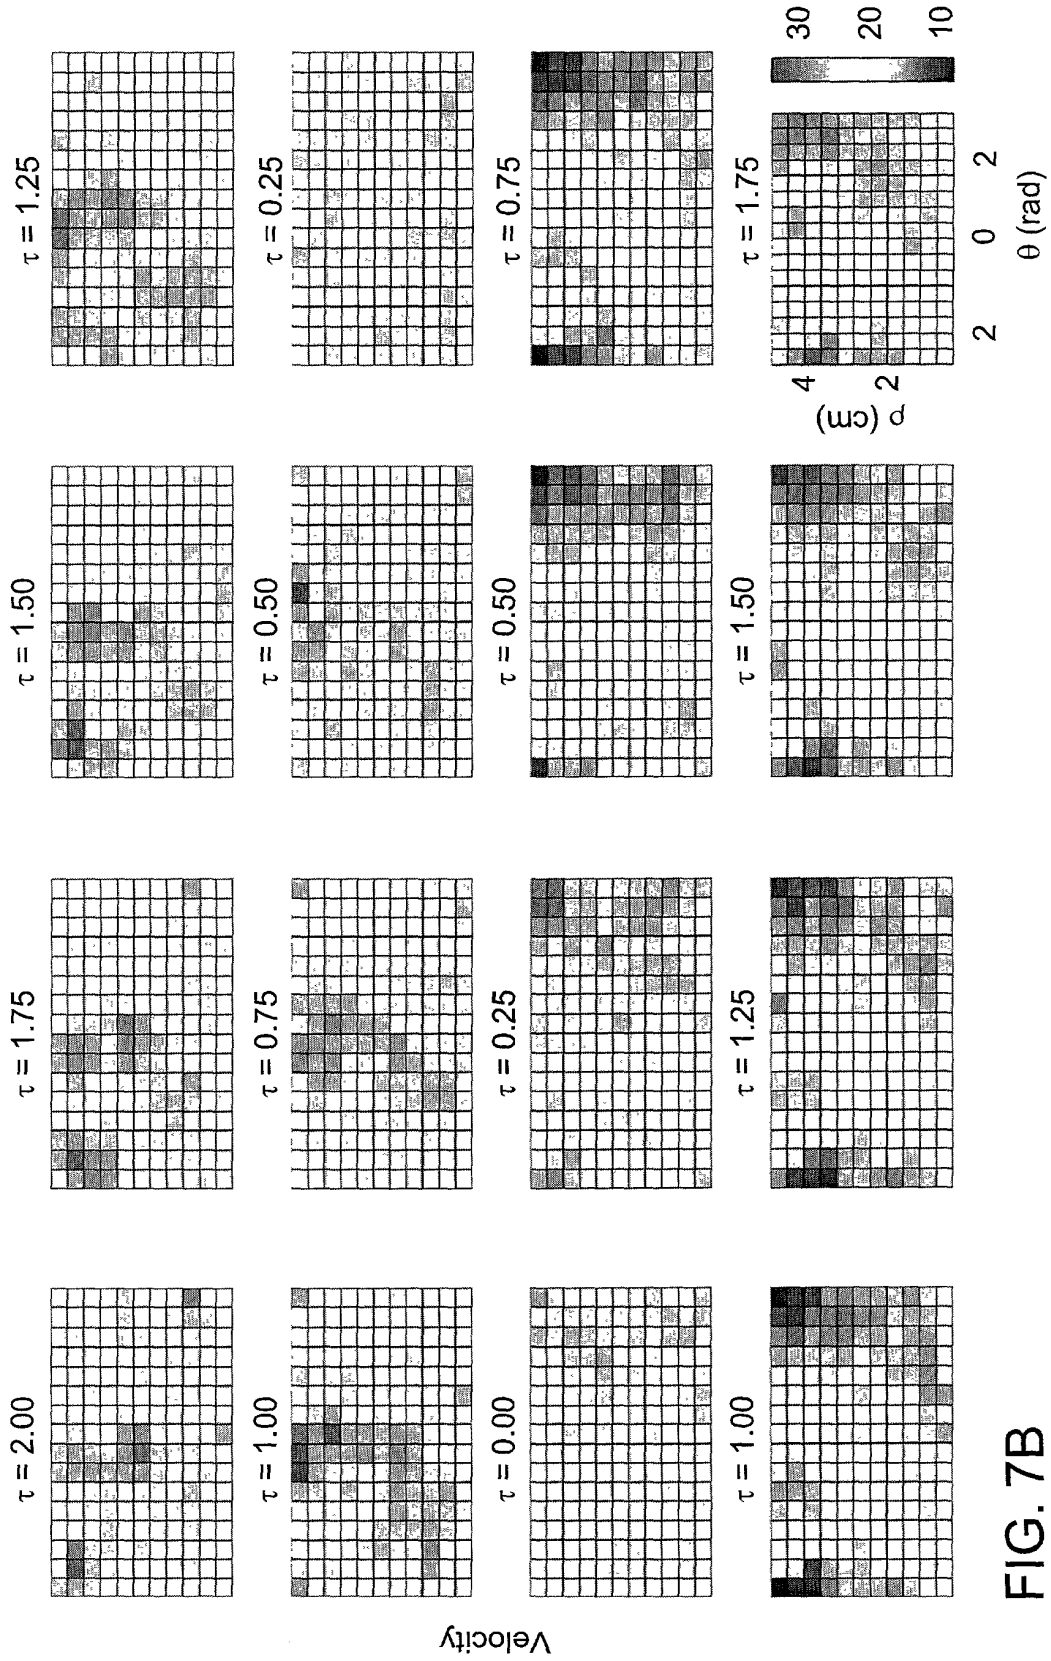 Velocity
τ = 2.00
τ = 1.75
τ = 1.50
τ = 1.25
τ = 1.00
τ = 0.75
τ = 0.50
τ = 0.25
τ = 0.00
τ = 0.25
τ = 0.50
τ = 0.75
τ = 1.00
τ = 1.25
τ = 1.50
τ = 1.75
ρ (cm)
4
2
2
0
2
θ (rad)
30
20
10
FIG. 7B